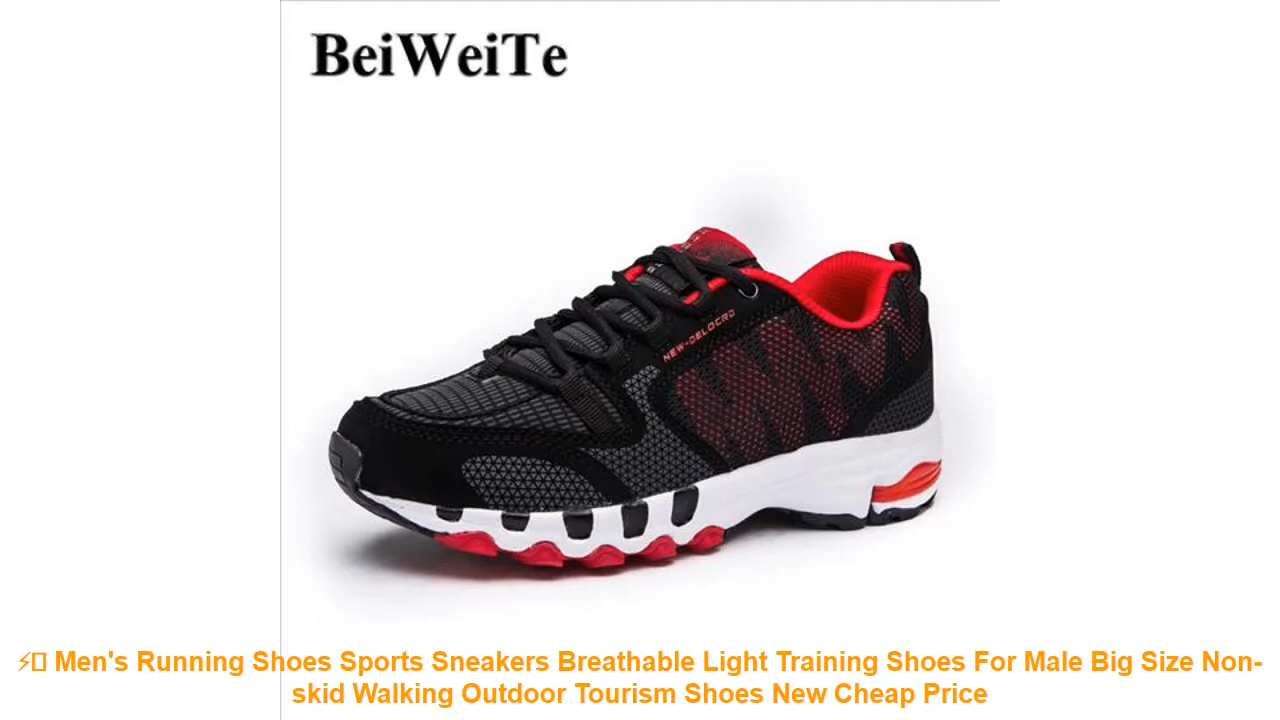 BeiWeiTe
NEW-DELOCRD
⚡▯ Men's Running Shoes Sports Sneakers Breathable Light Training Shoes For Male Big Size Non-
skid Walking Outdoor Tourism Shoes New Cheap Price